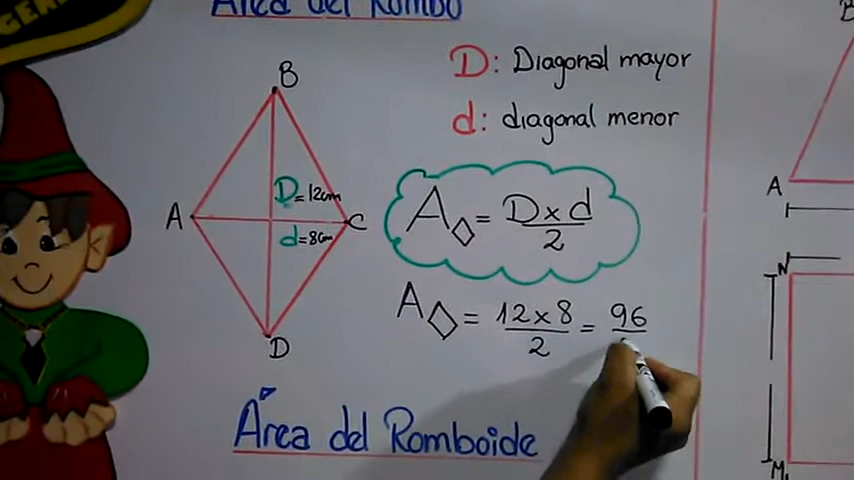 Área del Rombo
D: Diagonal mayor
d: diagonal menor
B
A
D=12cm
d=8cm
C
D
A◇= D x d
2
A◇ = 12 x 8 = 96
2
Área del Romboide
A
N
M